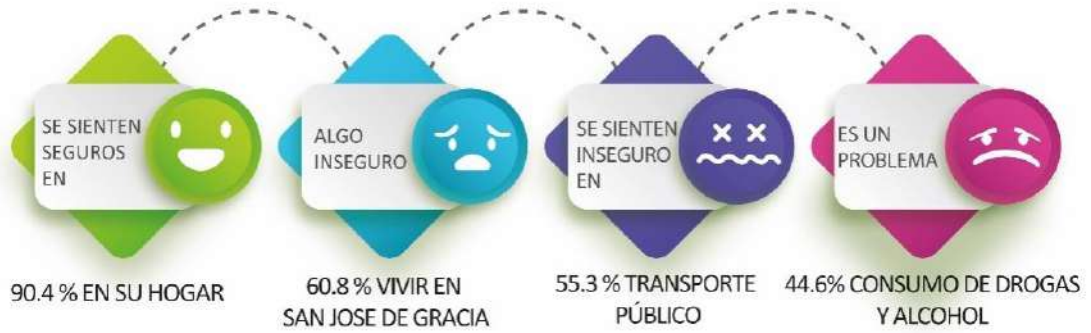 SE SIENTEN
SEGUROS
EN
ALGO
INSEGURO
SE SIENTEN
INSEGURO
EN
ES UN
PROBLEMA
90.4 % EN SU HOGAR
60.8 % VIVIR EN
SAN JOSE DE GRACIA
55.3 % TRANSPORTE
PÚBLICO
44.6% CONSUMO DE DROGAS
Y ALCOHOL